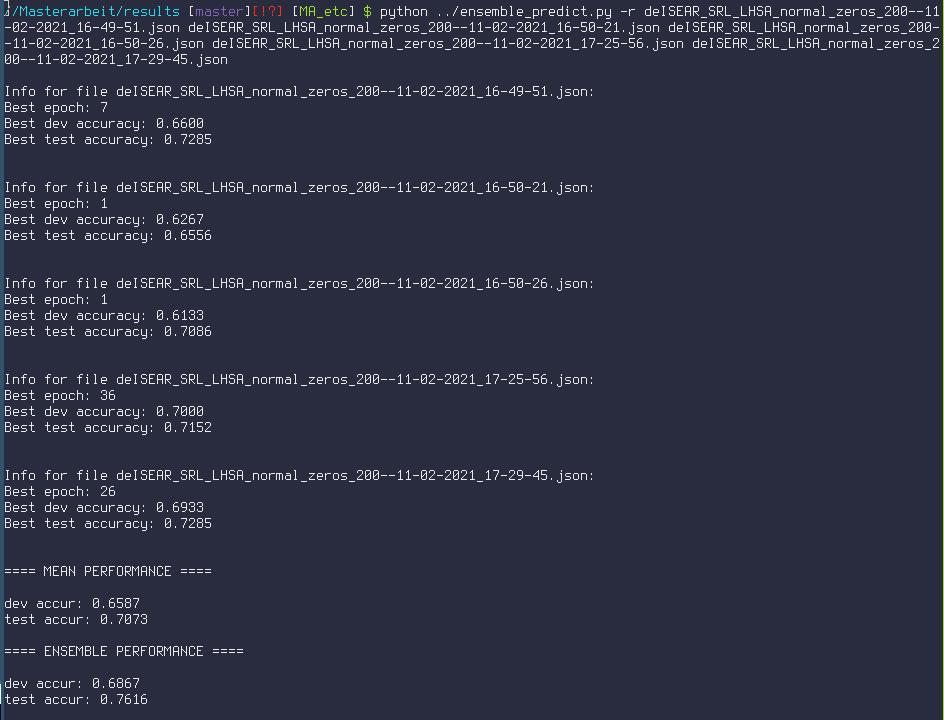 /Masterarbeit/results [master][!?] [MA_etc] $ python ../ensemble_predict.py -r deISEAR_SRL_LHSA_normal_zeros_200--11
-02-2021_16-49-51.json deISEAR_SRL_LHSA_normal_zeros_200--11-02-2021_16-50-21.json deISEAR_SRL_LHSA_normal_zeros_200-
-11-02-2021_16-50-26.json deISEAR_SRL_LHSA_normal_zeros_200--11-02-2021_17-25-56.json deISEAR_SRL_LHSA_normal_zeros_2
00--11-02-2021_17-29-45.json
Info for file deISEAR_SRL_LHSA_normal_zeros_200--11-02-2021_16-49-51.json:
Best epoch: 7
Best dev accuracy: 0.6600
Best test accuracy: 0.7285
Info for file deISEAR_SRL_LHSA_normal_zeros_200--11-02-2021_16-50-21.json:
Best epoch: 1
Best dev accuracy: 0.6267
Best test accuracy: 0.6556
Info for file deISEAR_SRL_LHSA_normal_zeros_200--11-02-2021_16-50-26.json:
Best epoch: 1
Best dev accuracy: 0.6133
Best test accuracy: 0.7086
Info for file deISEAR_SRL_LHSA_normal_zeros_200--11-02-2021_17-25-56.json:
Best epoch: 36
Best dev accuracy: 0.7000
Best test accuracy: 0.7152
Info for file deISEAR_SRL_LHSA_normal_zeros_200--11-02-2021_17-29-45.json:
Best epoch: 26
Best dev accuracy: 0.6933
Best test accuracy: 0.7285
==== MEAN PERFORMANCE ====
dev accur: 0.6587
test accur: 0.7073
==== ENSEMBLE PERFORMANCE ====
dev accur: 0.6867
test accur: 0.7616